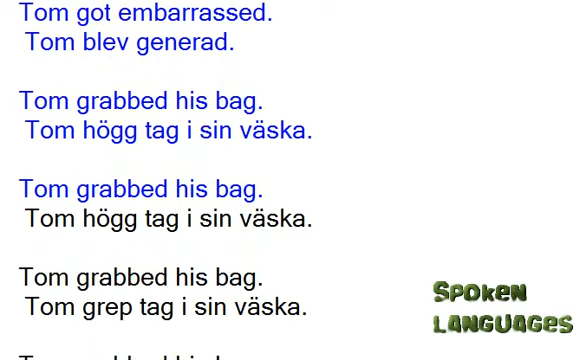 Tom got embarrassed.
Tom blev generad.
Tom grabbed his bag.
Tom högg tag i sin väska.
Tom grabbed his bag.
Tom högg tag i sin väska.
Tom grabbed his bag.
Tom grep tag i sin väska.
SPOKEN
LANGUAGES